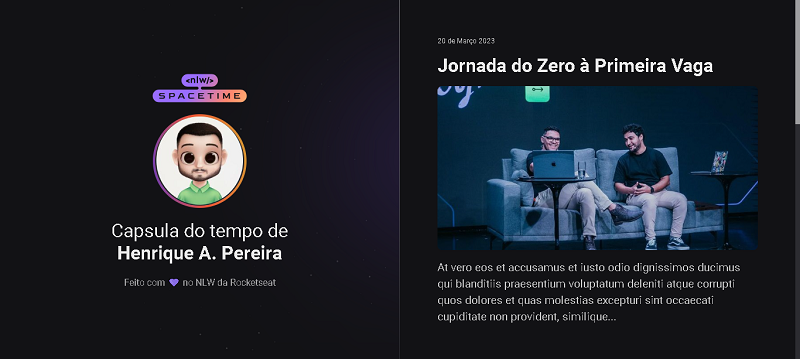 <nlw/>
SPACETIME
Capsula do tempo de
Henrique A. Pereira
Feito com 💜 no NLW da Rocketseat
20 de Março 2023
Jornada do Zero à Primeira Vaga
At vero eos et accusamus et iusto odio dignissimos ducimus
qui blanditiis praesentium voluptatum deleniti atque corrupti
quos dolores et quas molestias excepturi sint occaecati
cupiditate non provident, similique...